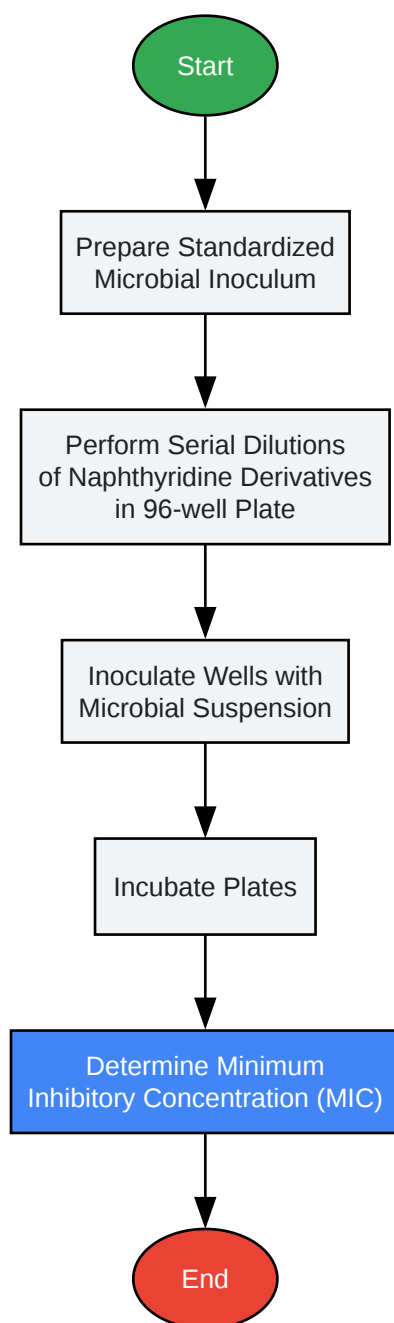 Start
Prepare Standardized
Microbial Inoculum
Perform Serial Dilutions
of Naphthyridine Derivatives
in 96-well Plate
Inoculate Wells with
Microbial Suspension
Incubate Plates
Determine Minimum
Inhibitory Concentration (MIC)
End